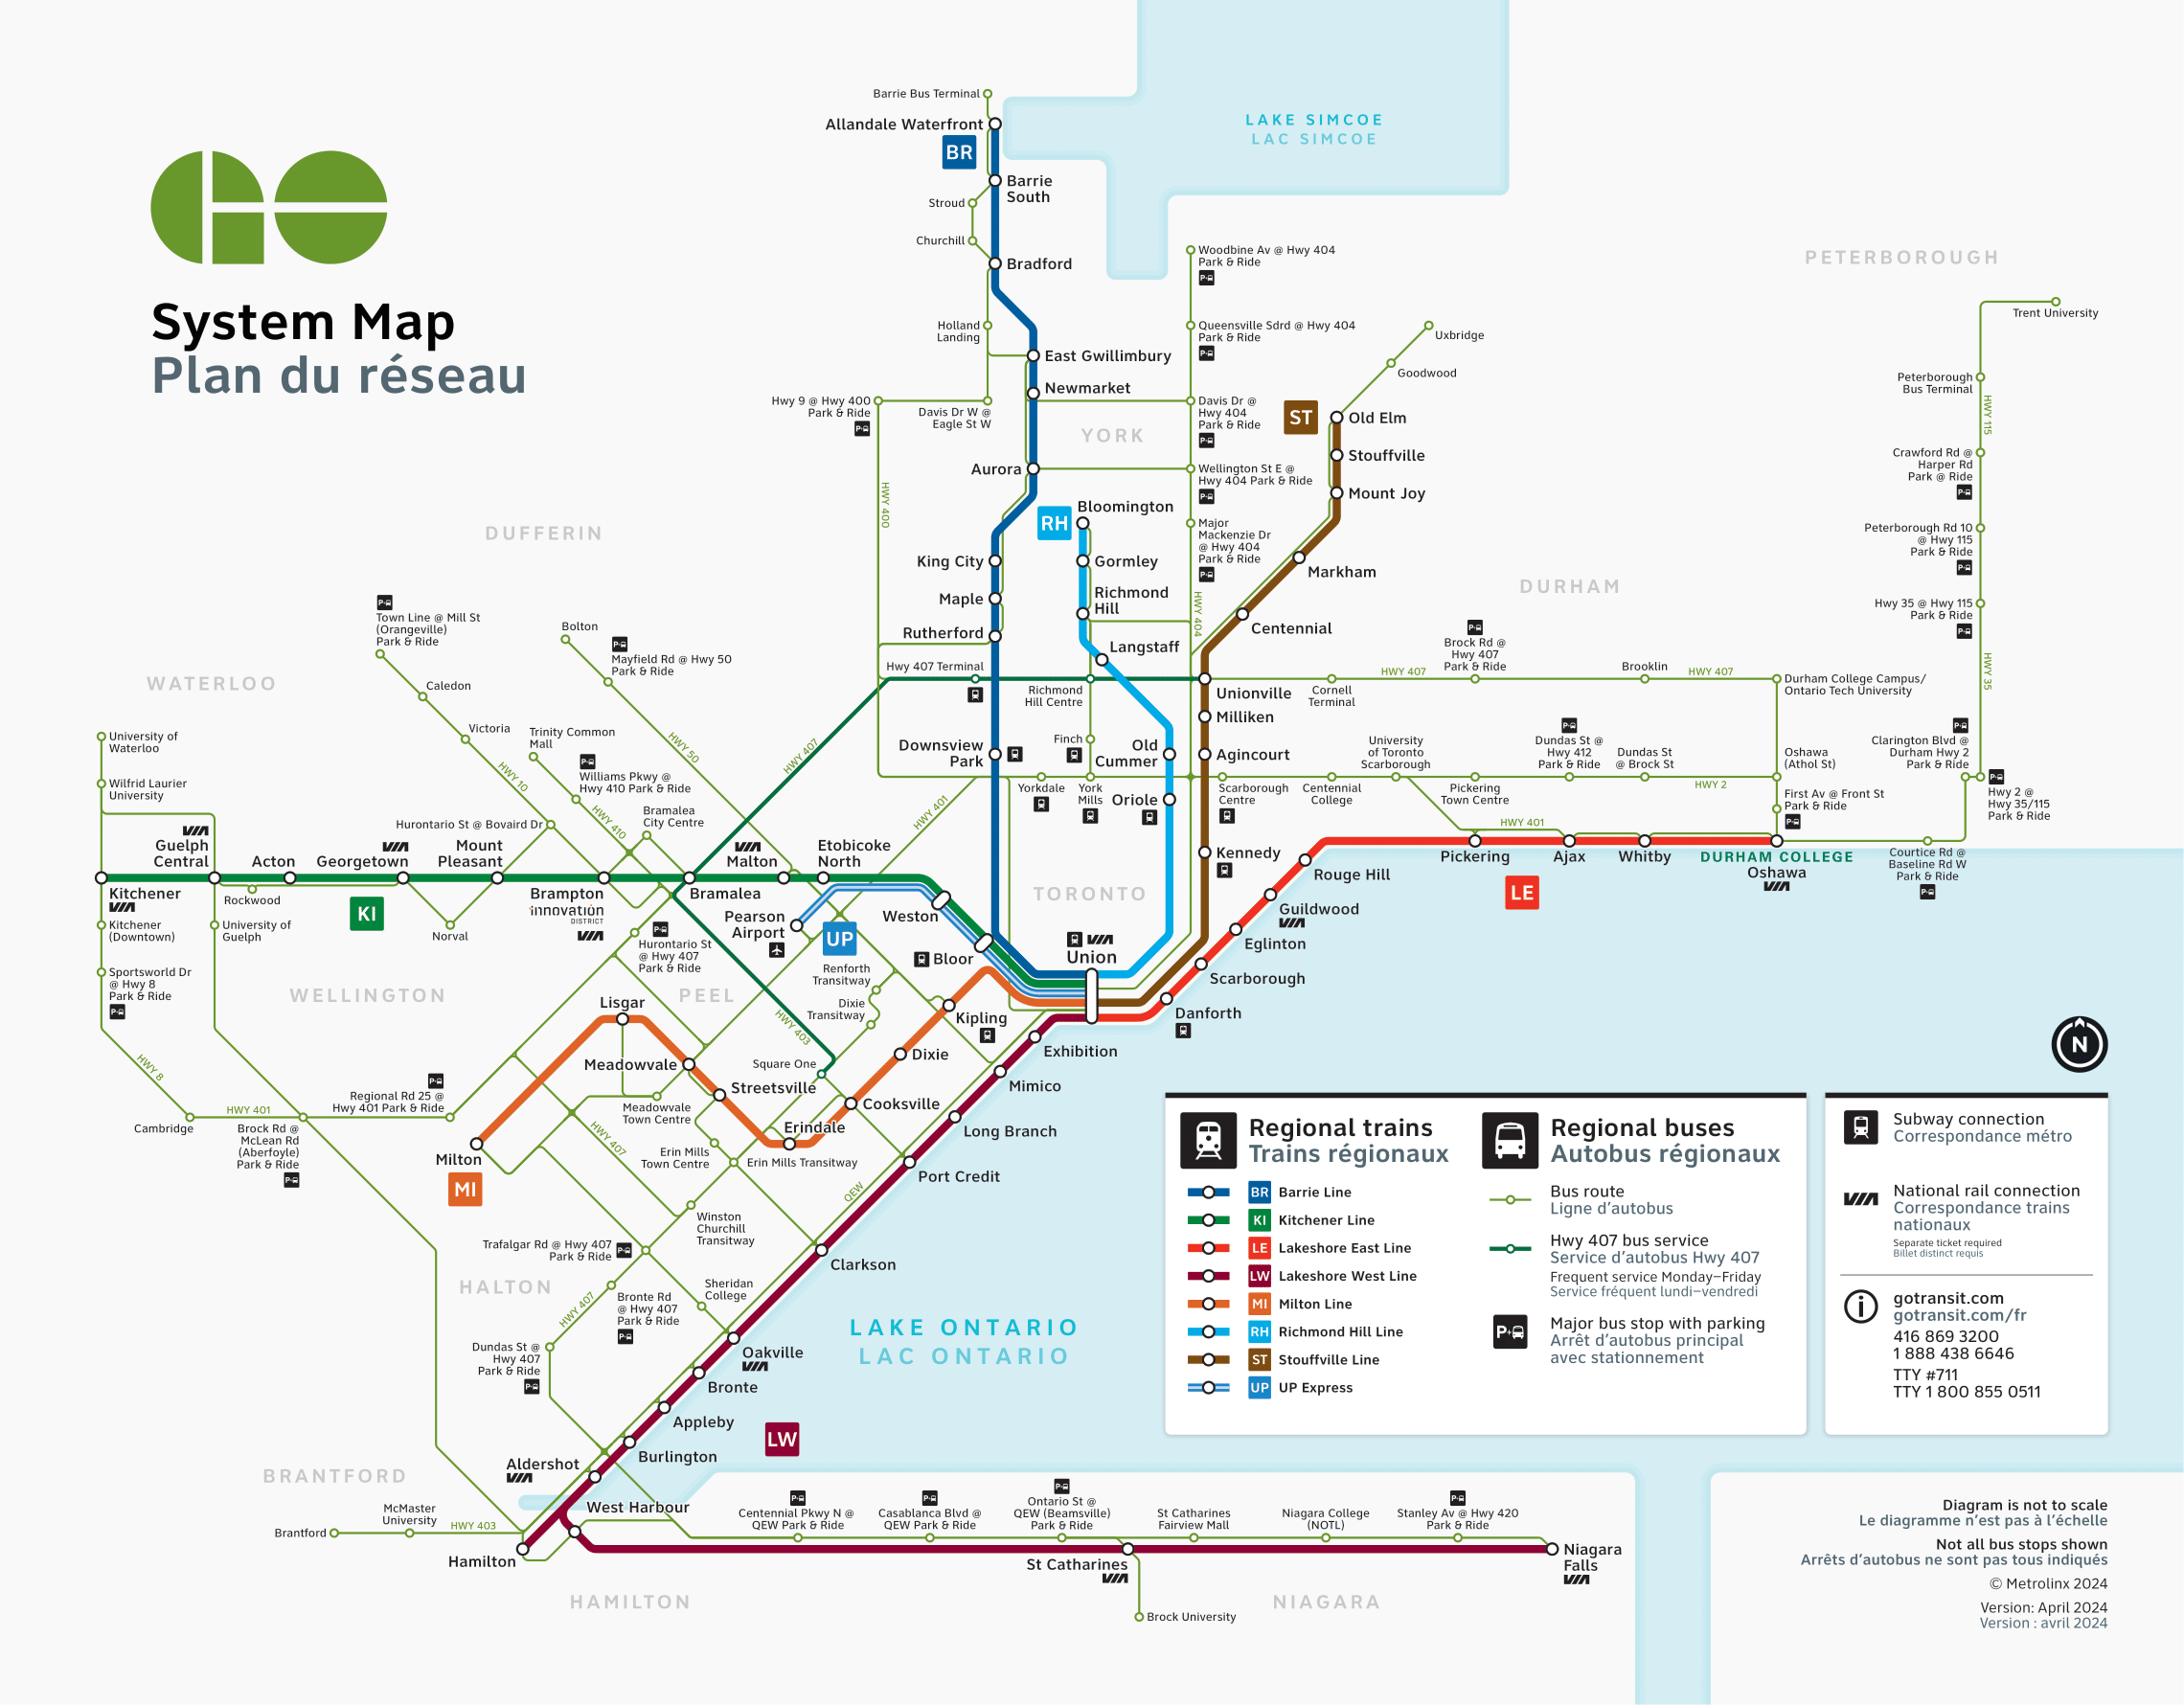 GO
System Map
Plan du réseau
LAKE SIMCOE
LAC SIMCOE
Barrie Bus Terminal
Allandale Waterfront
BR
Barrie
South
Stroud
Churchill
Bradford
Holland
Landing
East Gwillimbury
Newmarket
Hwy 9 @ Hwy 400
Park & Ride
Davis Dr W @
Eagle St W
HWY 400
Aurora
King City
Maple
Rutherford
Hwy 407 Terminal
Downsview
Park
YORK
RH
Bloomington
Gormley
Richmond
Hill
Langstaff
Richmond
Hill Centre
Finch
Old
Cummer
Yorkdale
York
Mills
Oriole
Woodbine Av @ Hwy 404
Park & Ride
Queensville Sdrd @ Hwy 404
Park & Ride
Davis Dr @
Hwy 404
Park & Ride
Wellington St E @
Hwy 404 Park & Ride
Major
Mackenzie Dr
@ Hwy 404
Park & Ride
HWY 404
Uxbridge
Goodwood
ST
Old Elm
Stouffville
Mount Joy
Markham
Centennial
Unionville
Milliken
Agincourt
Scarborough
Centre
Kennedy
PETERBOROUGH
Trent University
Peterborough
Bus Terminal
HWY 115
Crawford Rd @
Harper Rd
Park @ Ride
Peterborough Rd 10
@ Hwy 115
Park & Ride
Hwy 35 @ Hwy 115
Park & Ride
HWY 35
Clarington Blvd @
Durham Hwy 2
Park & Ride
Hwy 2 @
Hwy 35/115
Park & Ride
DURHAM
Cornell
Terminal
HWY 407
Brock Rd @
Hwy 407
Park & Ride
Brooklin
HWY 407
Durham College Campus/
Ontario Tech University
Centennial
College
University
of Toronto
Scarborough
Pickering
Town Centre
Dundas St @
Hwy 412
Park & Ride
Dundas St
@ Brock St
HWY 2
Oshawa
(Athol St)
First Av @ Front St
Park & Ride
HWY 401
Pickering
Ajax
Whitby
DURHAM COLLEGE
Oshawa
VIA
LE
Courtice Rd @
Baseline Rd W
Park & Ride
Rouge Hill
Guildwood
VIA
Eglinton
Scarborough
Danforth
TORONTO
VIA
Union
DUFFERIN
Town Line @ Mill St
(Orangeville)
Park & Ride
Caledon
Victoria
HWY 10
Hurontario St @ Bovaird Dr
Bolton
Mayfield Rd @ Hwy 50
Park & Ride
HWY 50
Trinity Common
Mall
Williams Pkwy @
Hwy 410 Park & Ride
HWY 410
Bramalea
City Centre
HWY 407
HWY 401
WATERLOO
University of
Waterloo
Wilfrid Laurier
University
VIA
Guelph
Central
Acton
VIA
Georgetown
Mount
Pleasant
VIA
Malton
Etobicoke
North
Kitchener
VIA
Kitchener
(Downtown)
Sportsworld Dr
@ Hwy 8
Park & Ride
Rockwood
University of
Guelph
KI
Norval
Brampton
innovation
DISTRICT
VIA
Bramalea
Pearson
Airport
UP
Weston
Bloor
Hurontario St
@ Hwy 407
Park & Ride
WELLINGTON
PEEL
Renforth
Transitway
Dixie
Transitway
Kipling
Exhibition
HWY 403
Square One
Dixie
Mimico
Lisgar
Meadowvale
Streetsville
Meadowvale
Town Centre
Cooksville
Erindale
Long Branch
HWY 8
HWY 401
Cambridge
Brock Rd @
McLean Rd
(Aberfoyle)
Park & Ride
Regional Rd 25 @
Hwy 401 Park & Ride
Milton
MI
HWY 407
Erin Mills
Town Centre
Erin Mills Transitway
Port Credit
QEW
Winston
Churchill
Transitway
Trafalgar Rd @ Hwy 407
Park & Ride
Clarkson
HALTON
Bronte Rd
@ Hwy 407
Park & Ride
Sheridan
College
HWY 407
Dundas St @
Hwy 407
Park & Ride
Oakville
VIA
Bronte
Appleby
LW
Burlington
Aldershot
VIA
LAKE ONTARIO
LAC ONTARIO
BRANTFORD
West Harbour
McMaster
University
Brantford
HWY 403
Hamilton
Centennial Pkwy N @
QEW Park & Ride
Casablanca Blvd @
QEW Park & Ride
Ontario St @
QEW (Beamsville)
Park & Ride
St Catharines
Fairview Mall
Niagara College
(NOTL)
Stanley Av @ Hwy 420
Park & Ride
St Catharines
VIA
Niagara
Falls
VIA
Brock University
HAMILTON
NIAGARA
N
Regional trains
Trains régionaux
BR Barrie Line
KI Kitchener Line
LE Lakeshore East Line
LW Lakeshore West Line
MI Milton Line
RH Richmond Hill Line
ST Stouffville Line
UP UP Express
Regional buses
Autobus régionaux
Bus route
Ligne d'autobus
Hwy 407 bus service
Service d'autobus Hwy 407
Frequent service Monday–Friday
Service fréquent lundi–vendredi
P+
Major bus stop with parking
Arrêt d'autobus principal
avec stationnement
Subway connection
Correspondance métro
VIA
National rail connection
Correspondance trains
nationaux
Separate ticket required
Billet distinct requis
gotransit.com
gotransit.com/fr
416 869 3200
1 888 438 6646
TTY #711
TTY 1 800 855 0511
Diagram is not to scale
Le diagramme n'est pas à l'échelle
Not all bus stops shown
Arrêts d'autobus ne sont pas tous indiqués
© Metrolinx 2024
Version: April 2024
Version : avril 2024